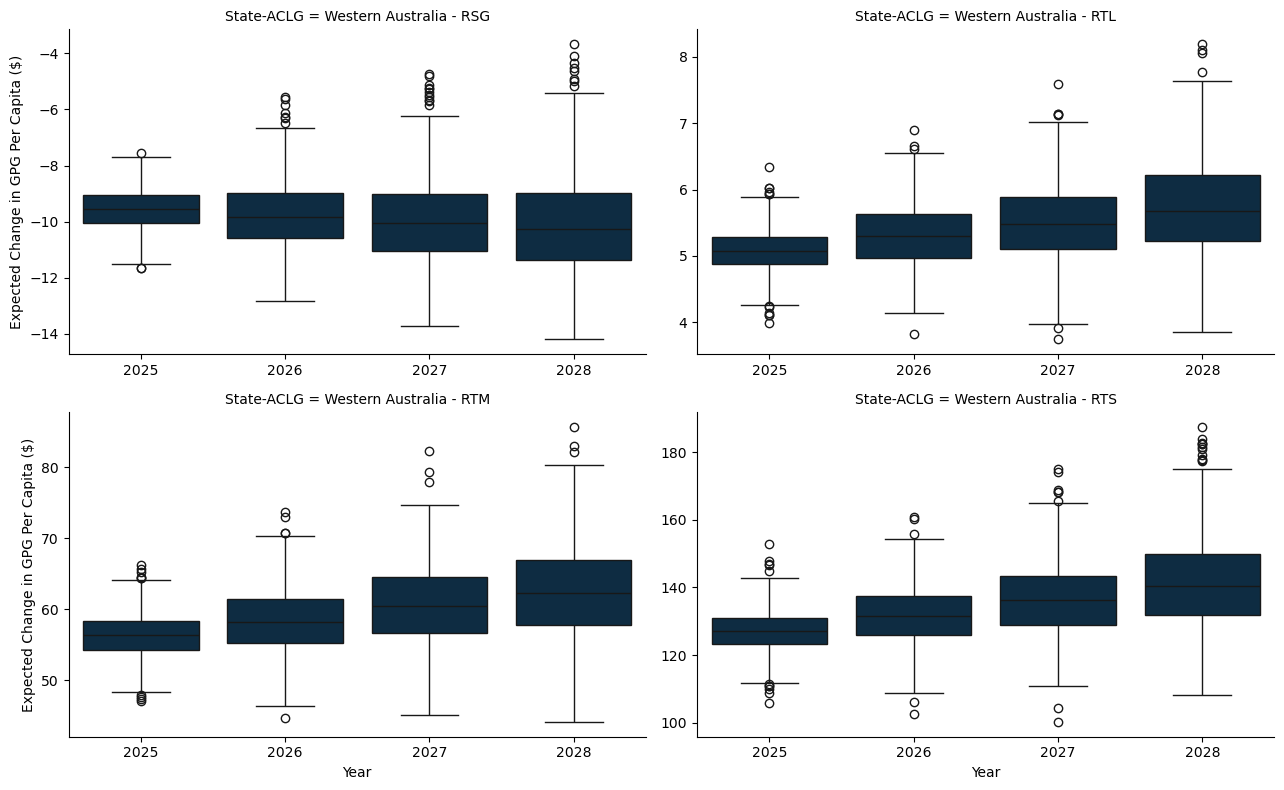 State-ACLG = Western Australia - RSG
Expected Change in GPG Per Capita ($)
−4
−6
−8
−10
−12
−14
2025 2026 2027 2028
State-ACLG = Western Australia - RTL
8
7
6
5
4
2025 2026 2027 2028
State-ACLG = Western Australia - RTM
Expected Change in GPG Per Capita ($)
80
70
60
50
2025 2026 2027 2028
Year
State-ACLG = Western Australia - RTS
180
160
140
120
100
2025 2026 2027 2028
Year